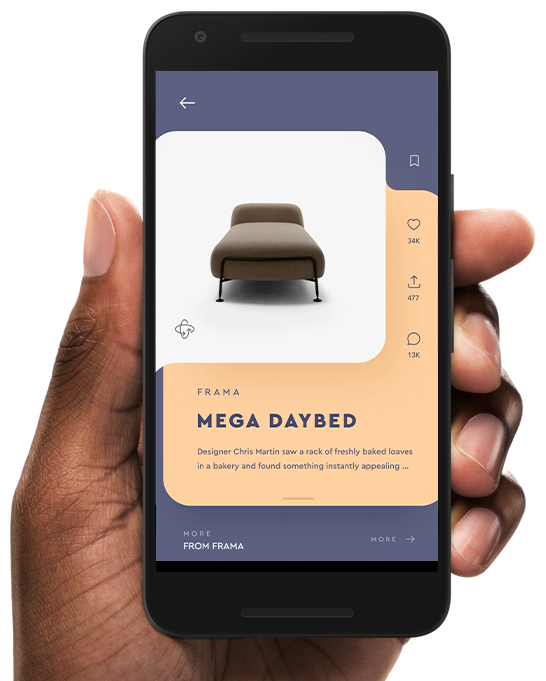 34K
477
13K
FRAMA
MEGA DAYBED
Designer Chris Martin saw a rack of freshly baked loaves
in a bakery and found something instantly appealing ...
MORE
FROM FRAMA
MORE